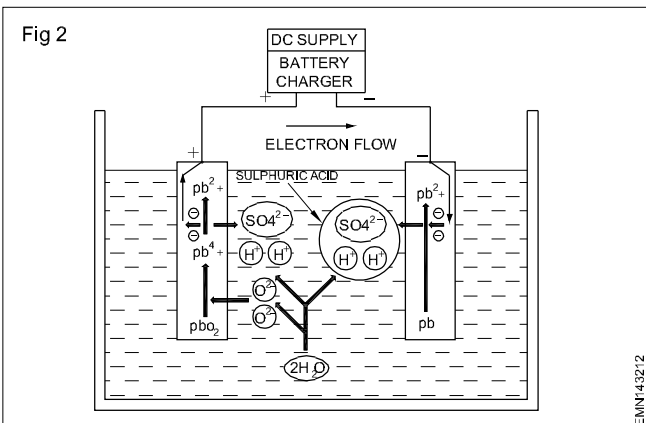 Fig 2
DC SUPPLY
BATTERY
CHARGER
+ –
ELECTRON FLOW
+ –
SULPHURIC ACID
pb²+
pb²+
⊖
SO4²⁻
SO4²⁻
⊖
⊖
⊖
pb⁴+
H⁺ H⁺
H⁺ H⁺
O²⁻
O²⁻
pbo₂
pb
2H₂O
EMN143212